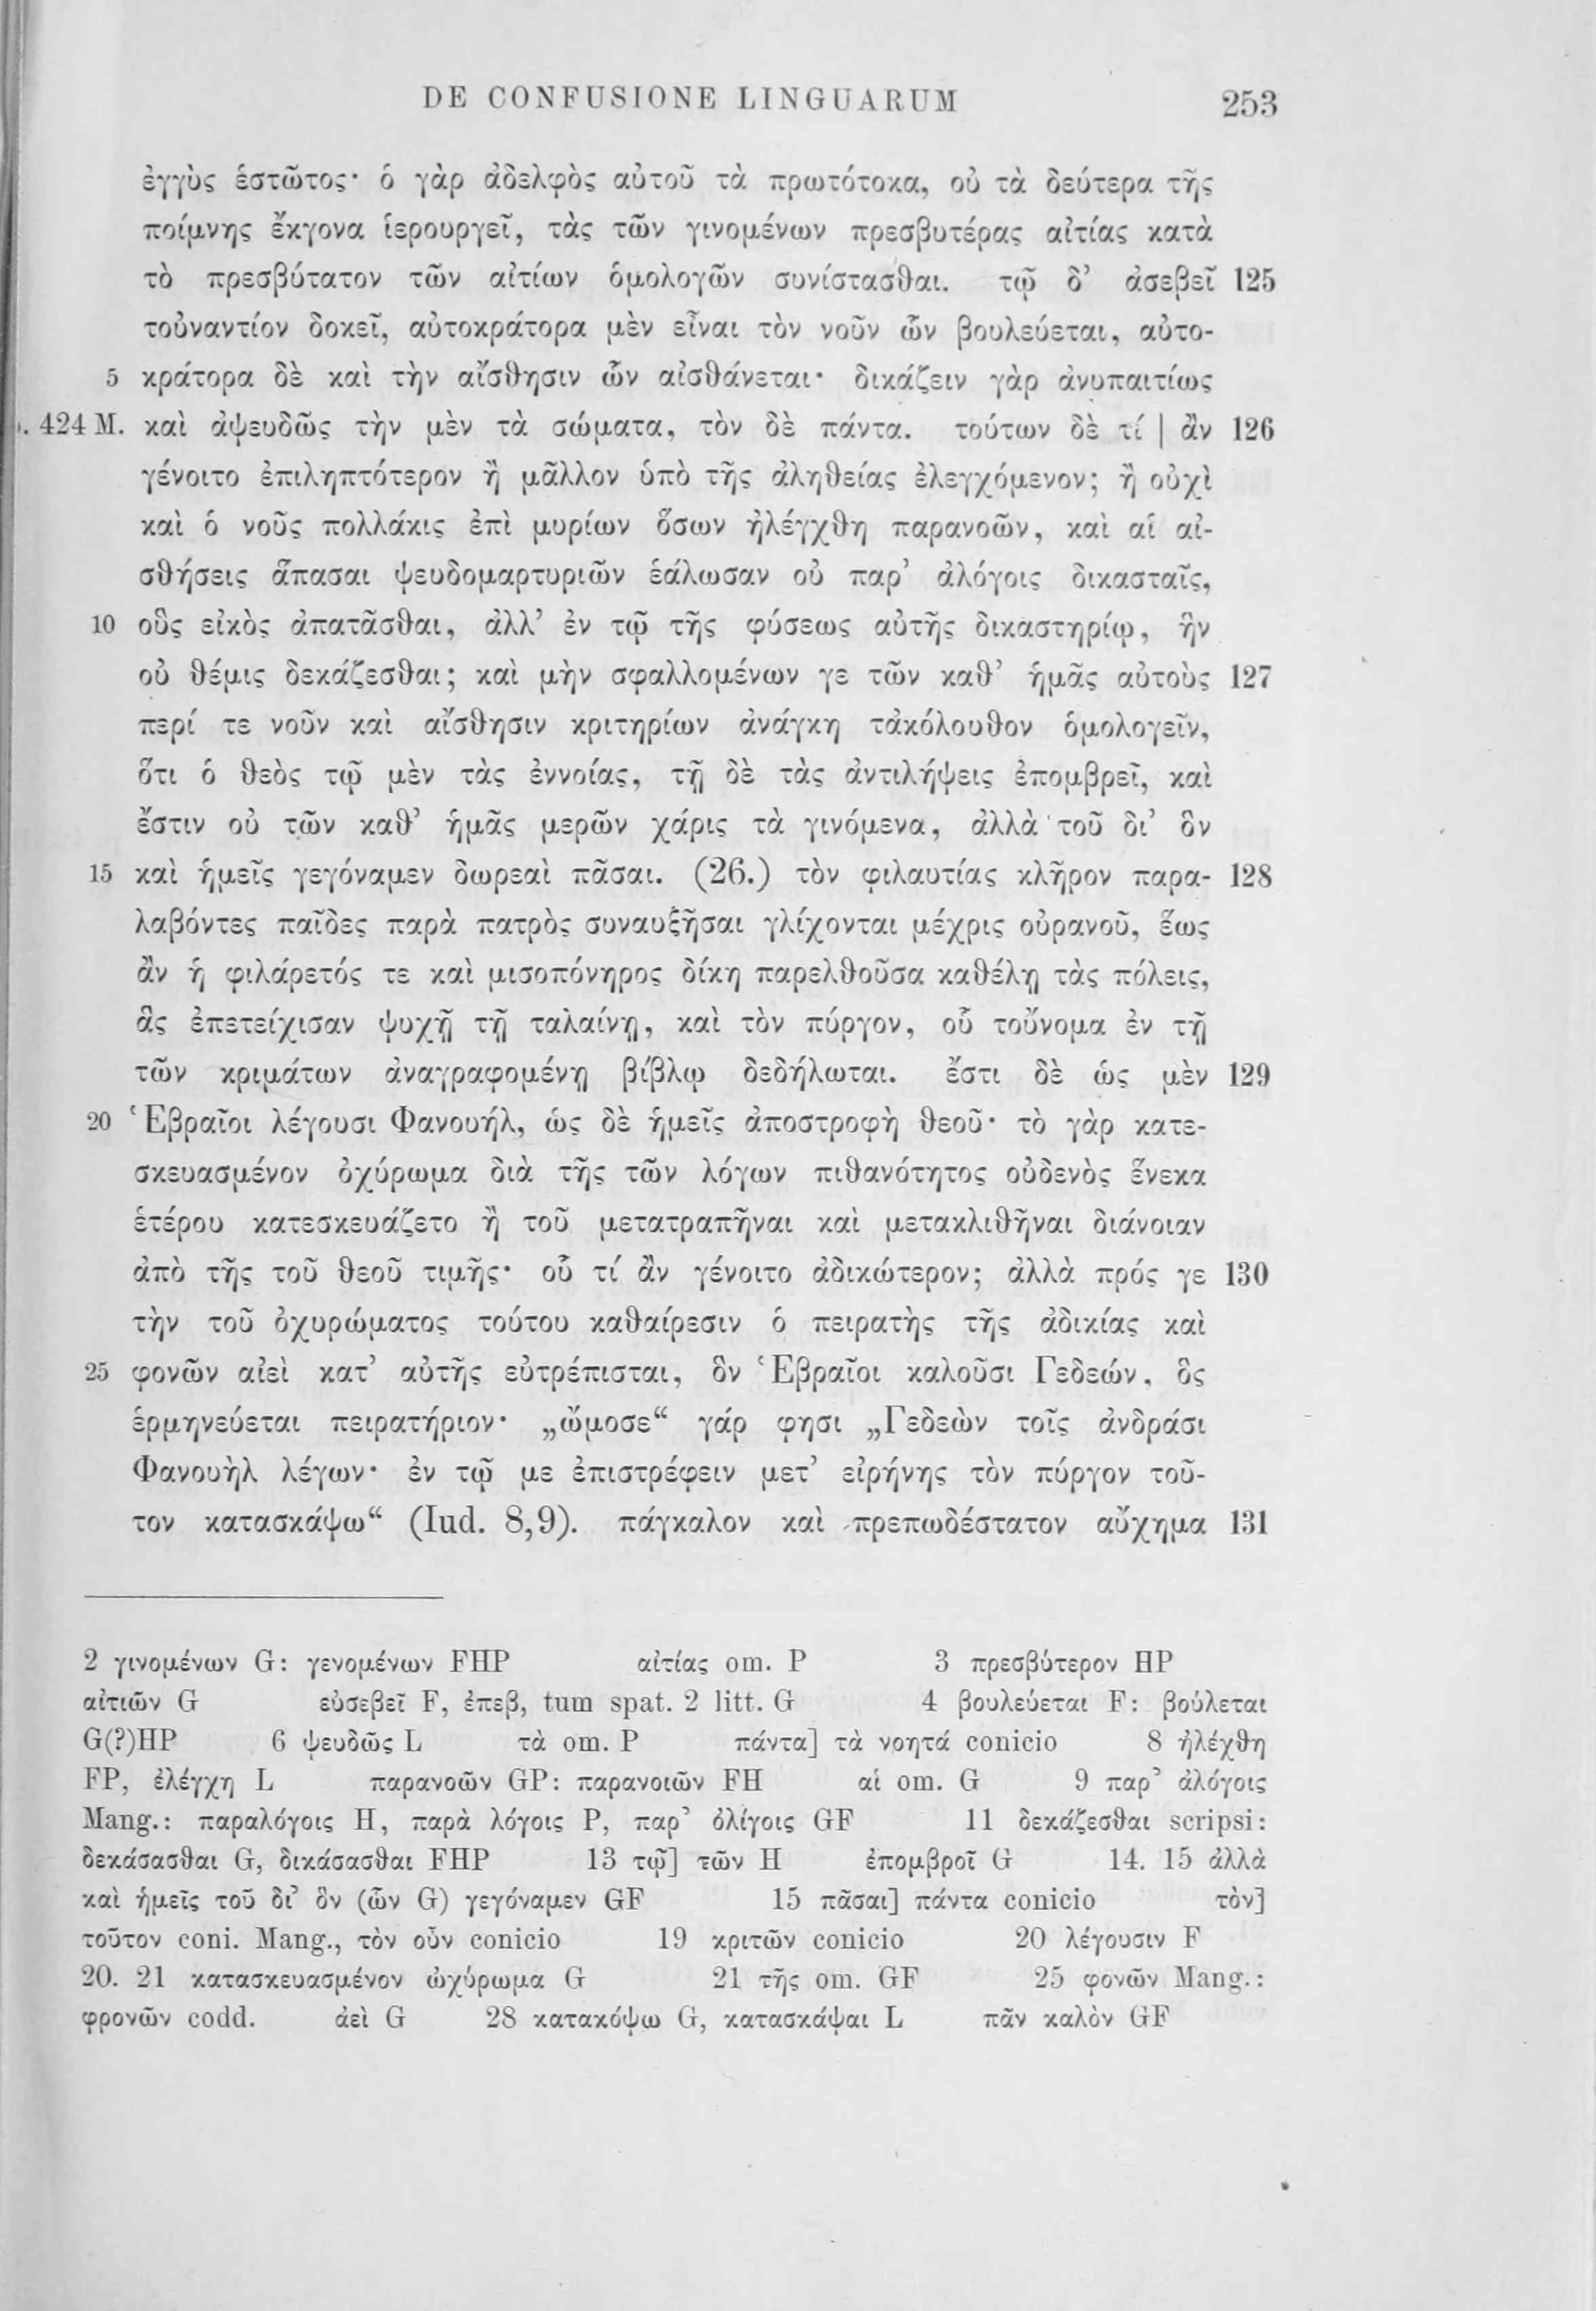 DE CONFUSIONE LINGUARUM 253
ἐγγὺς ἑστῶτος· ὁ γὰρ ἀδελφὸς αὐτοῦ τὰ πρωτότοκα, οὐ τὰ δεύτερα τῆς
ποίμνης ἔκγονα ἱερουργεῖ, τὰς τῶν γινομένων πρεσβυτέρας αἰτίας κατὰ
τὸ πρεσβύτατον τῶν αἰτίων ὁμολογῶν συνίστασθαι. τῷ δ’ ἀσεβεῖ 125
τοὐναντίον δοκεῖ, αὐτοκράτορα μὲν εἶναι τὸν νοῦν ὧν βουλεύεται, αὐτο-
5 κράτορα δὲ καὶ τὴν αἴσθησιν ὧν αἰσθάνεται· δικάζειν γὰρ ἀνυπαιτίως
. 424 M. καὶ ἀψευδῶς τὴν μὲν τὰ σώματα, τὸν δὲ πάντα. τούτων δὲ τί | ἂν 126
γένοιτο ἐπιληπτότερον ἢ μᾶλλον ὑπὸ τῆς ἀληθείας ἐλεγχόμενον; ἢ οὐχὶ
καὶ ὁ νοῦς πολλάκις ἐπὶ μυρίων ὅσων ἠλέγχθη παρανοῶν, καὶ αἱ αἰ-
σθήσεις ἅπασαι ψευδομαρτυριῶν ἑάλωσαν οὐ παρ’ ἀλόγοις δικασταῖς,
10 οὓς εἰκὸς ἀπατᾶσθαι, ἀλλ’ ἐν τῷ τῆς φύσεως αὐτῆς δικαστηρίῳ, ἣν
οὐ θέμις δεκάζεσθαι; καὶ μὴν σφαλλομένων γε τῶν καθ’ ἡμᾶς αὐτοὺς 127
περί τε νοῦν καὶ αἴσθησιν κριτηρίων ἀνάγκη τἀκόλουθον ὁμολογεῖν,
ὅτι ὁ θεὸς τῷ μὲν τὰς ἐννοίας, τῇ δὲ τὰς ἀντιλήψεις ἐπομβρεῖ, καὶ
ἔστιν οὐ τῶν καθ’ ἡμᾶς μερῶν χάρις τὰ γινόμενα, ἀλλὰ τοῦ δι’ ὃν
15 καὶ ἡμεῖς γεγόναμεν δωρεαὶ πᾶσαι. (26.) τὸν φιλαυτίας κλῆρον παρα- 128
λαβόντες παῖδες παρὰ πατρὸς συναυξῆσαι γλίχονται μέχρις οὐρανοῦ, ἕως
ἂν ἡ φιλάρετός τε καὶ μισοπόνηρος δίκη παρελθοῦσα καθέλῃ τὰς πόλεις,
ἃς ἐπετείχισαν ψυχῇ τῇ ταλαίνῃ, καὶ τὸν πύργον, οὗ τοὔνομα ἐν τῇ
τῶν κριμάτων ἀναγραφομένῃ βίβλῳ δεδήλωται. ἔστι δὲ ὡς μὲν 129
20 Ἑβραῖοι λέγουσι Φανουήλ, ὡς δὲ ἡμεῖς ἀποστροφὴ θεοῦ· τὸ γὰρ κατε-
σκευασμένον ὀχύρωμα διὰ τῆς τῶν λόγων πιθανότητος οὐδενὸς ἕνεκα
ἑτέρου κατεσκευάζετο ἢ τοῦ μετατραπῆναι καὶ μετακλιθῆναι διάνοιαν
ἀπὸ τῆς τοῦ θεοῦ τιμῆς· οὗ τί ἂν γένοιτο ἀδικώτερον; ἀλλὰ πρός γε 130
τὴν τοῦ ὀχυρώματος τούτου καθαίρεσιν ὁ πειρατὴς τῆς ἀδικίας καὶ
25 φονῶν αἰεὶ κατ’ αὐτῆς εὐτρέπισται, ὃν Ἑβραῖοι καλοῦσι Γεδεών, ὃς
ἑρμηνεύεται πειρατήριον· „ὤμοσε“ γάρ φησι „Γεδεὼν τοῖς ἀνδράσι
Φανουὴλ λέγων· ἐν τῷ με ἐπιστρέφειν μετ’ εἰρήνης τὸν πύργον τοῦ-
τον κατασκάψω“ (Iud. 8,9). πάγκαλον καὶ πρεπωδέστατον αὔχημα 131
2 γινομένων G: γενομένων FHP αἰτίας om. P 3 πρεσβύτερον HP
αἰτιῶν G εὐσεβεῖ F, ἐπεβ, tum spat. 2 litt. G 4 βουλεύεται F: βούλεται
G(?)HP 6 ψευδῶς L τὰ om. P πάντα] τὰ νοητά conicio 8 ἠλέχθη
FP, ἐλέγχη L παρανοῶν GP: παρανοιῶν FH αἱ om. G 9 παρ’ ἀλόγοις
Mang.: παραλόγοις H, παρὰ λόγοις P, παρ’ ὀλίγοις GF 11 δεκάζεσθαι scripsi:
δεκάσασθαι G, δικάσασθαι FHP 13 τῷ] τῶν H ἐπομβροῖ G 14. 15 ἀλλὰ
καὶ ἡμεῖς τοῦ δι’ ὃν (ὧν G) γεγόναμεν GF 15 πᾶσαι] πάντα conicio τὸν]
τοῦτον coni. Mang., τὸν οὖν conicio 19 κριτῶν conicio 20 λέγουσιν F
20. 21 κατασκευασμένον ὠχύρωμα G 21 τῆς om. GF 25 φονῶν Mang.:
φρονῶν codd. ἀεὶ G 28 κατακόψω G, κατασκάψαι L πᾶν καλὸν GF